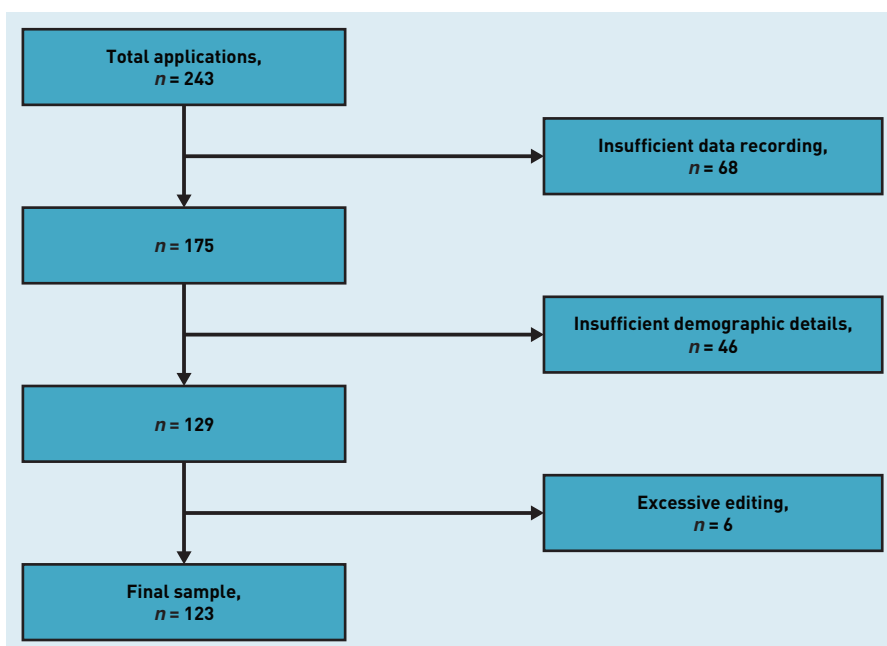 Total applications,
n = 243
Insufficient data recording,
n = 68
n = 175
Insufficient demographic details,
n = 46
n = 129
Excessive editing,
n = 6
Final sample,
n = 123